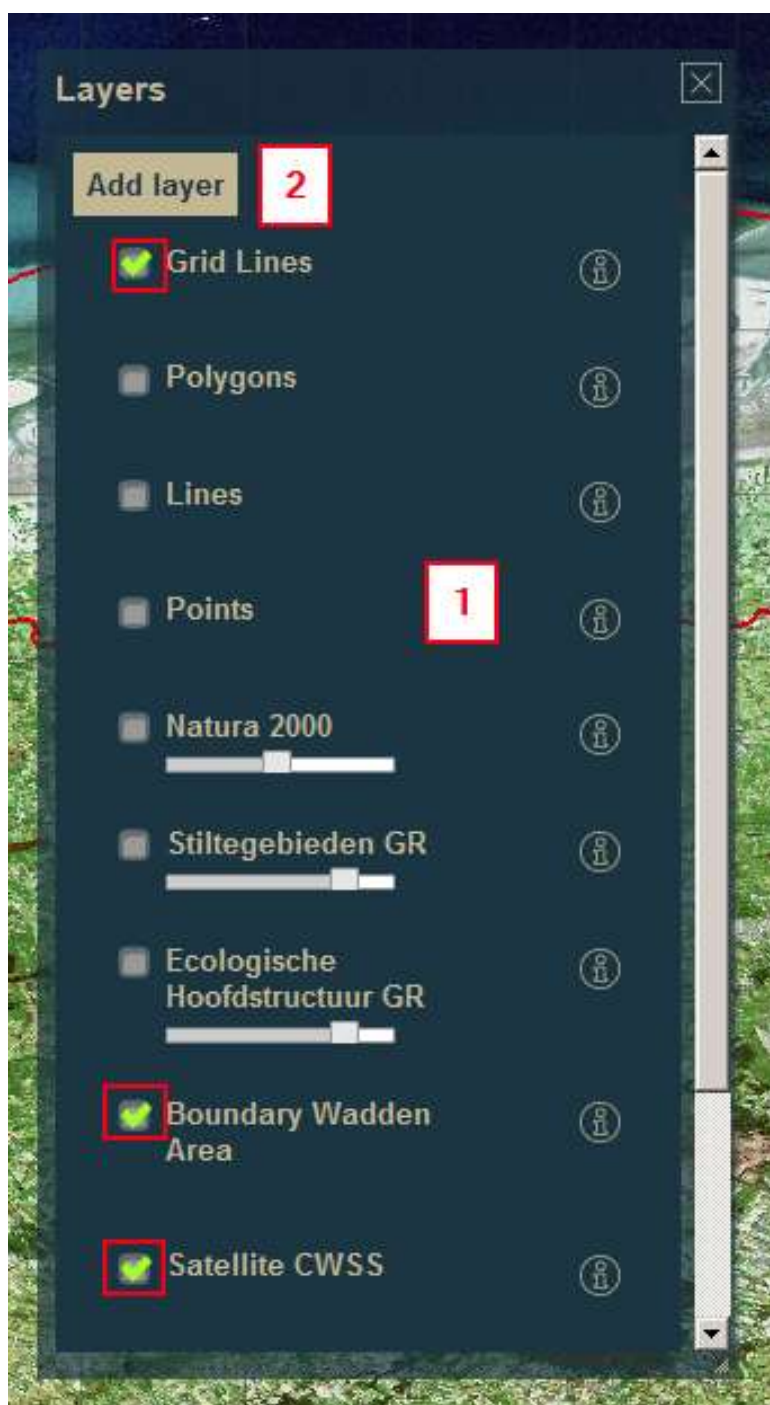 Layers
Add layer
2
Grid Lines
Polygons
Lines
Points
1
Natura 2000
Stiltegebieden GR
Ecologische
Hoofdstructuur GR
Boundary Wadden
Area
Satellite CWSS